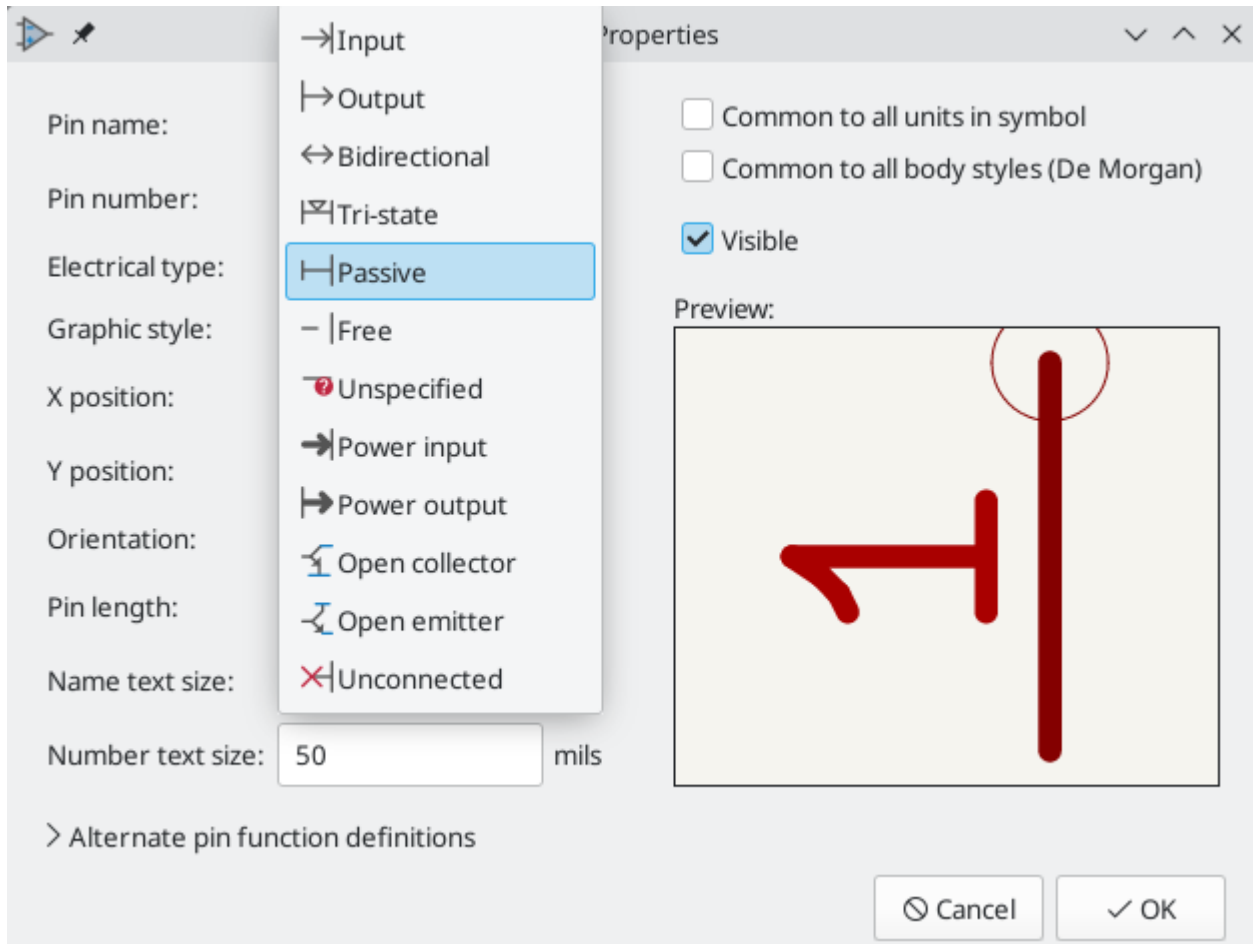 Properties
Pin name:
Pin number:
Electrical type:
Graphic style:
X position:
Y position:
Orientation:
Pin length:
Name text size:
Number text size: 50 mils
Input
Output
Bidirectional
Tri-state
Passive
Free
Unspecified
Power input
Power output
Open collector
Open emitter
Unconnected
Common to all units in symbol
Common to all body styles (De Morgan)
Visible
Preview:
1
Alternate pin function definitions
Cancel
OK